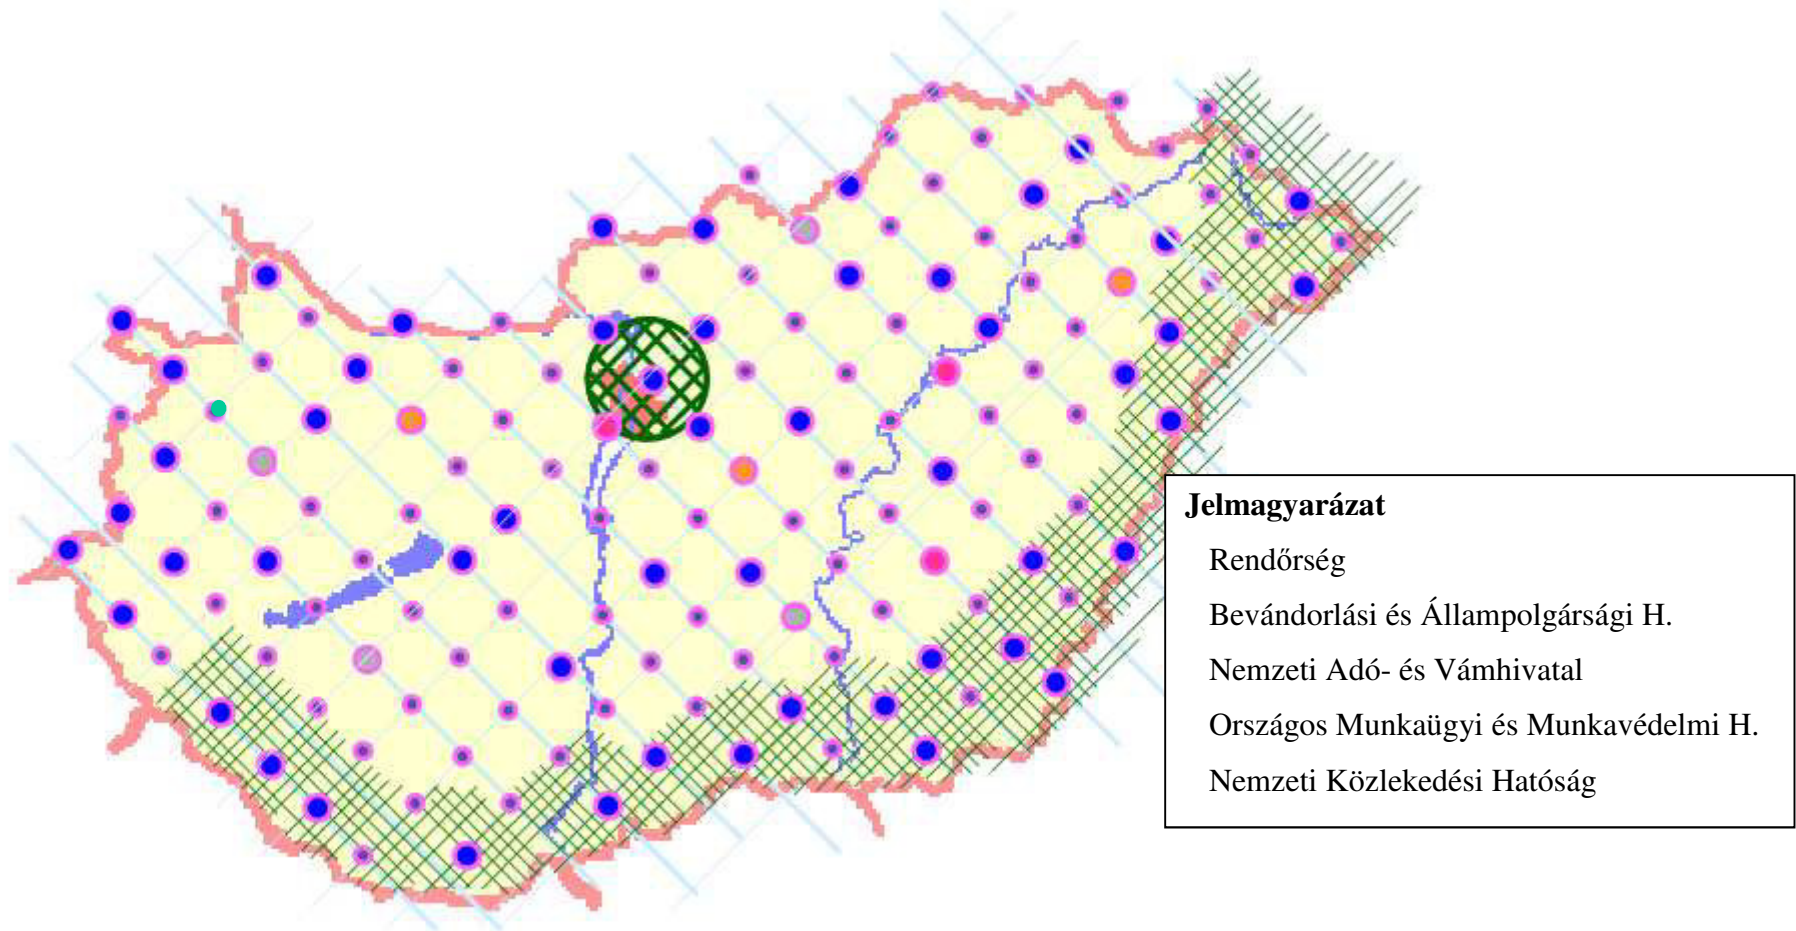 Jelmagyarázat
Rendőrség
Bevándorlási és Állampolgársági H.
Nemzeti Adó- és Vámhivatal
Országos Munkaügyi és Munkavédelmi H.
Nemzeti Közlekedési Hatóság